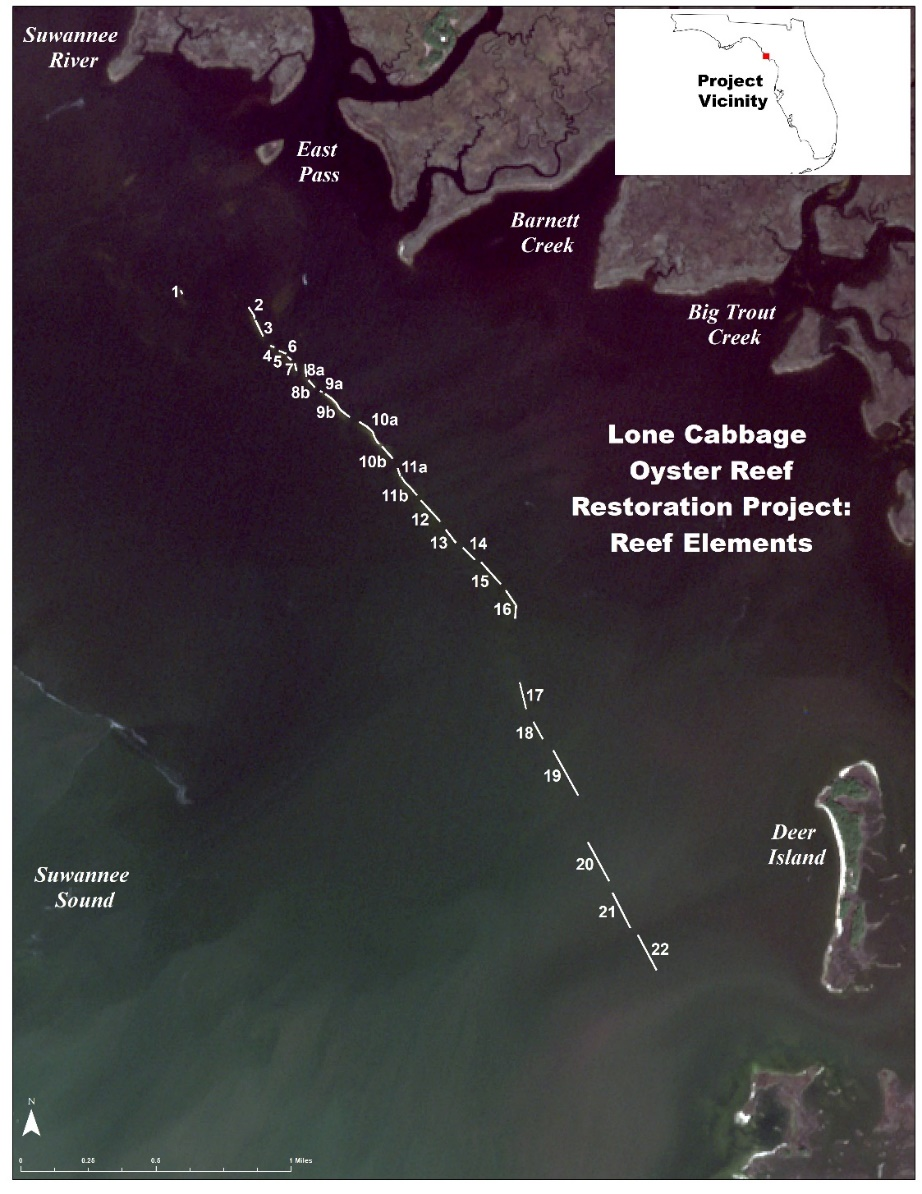 Suwannee
River
East
Pass
Project
Vicinity
Barnett
Creek
Big Trout
Creek
1
2
3
4
5
6
7
8a
8b
9a
9b
10a
10b
11a
11b
12
13
14
15
16
Lone Cabbage
Oyster Reef
Restoration Project:
Reef Elements
17
18
19
20
21
22
Deer
Island
Suwannee
Sound
N
0 0.25 0.5 1 Miles